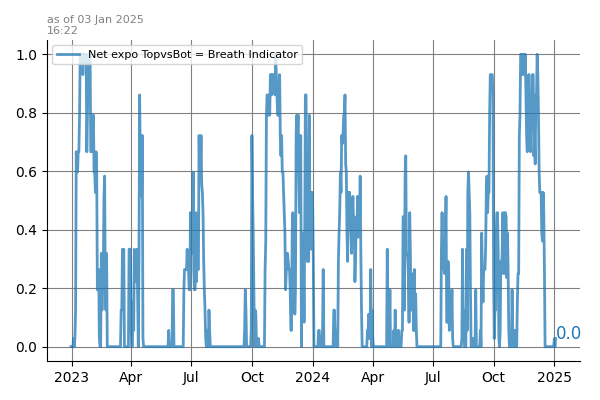 as of 03 Jan 2025
16:22
Net expo TopvsBot = Breath Indicator
1.0
0.8
0.6
0.4
0.2
0.0
0.0
2023 Apr Jul Oct 2024 Apr Jul Oct 2025